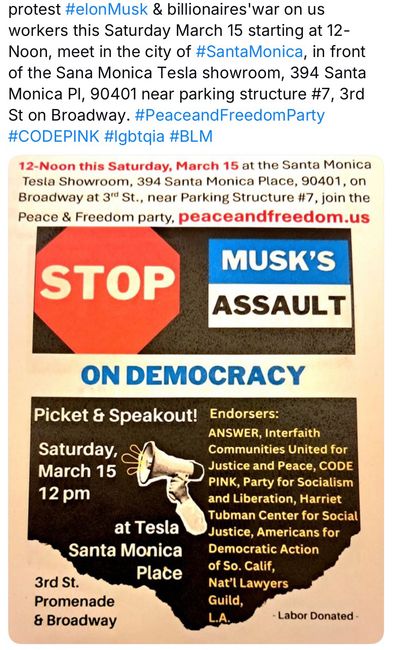 protest #elonMusk & billionaires'war on us
workers this Saturday March 15 starting at 12-
Noon, meet in the city of #SantaMonica, in front
of the Sana Monica Tesla showroom, 394 Santa
Monica Pl, 90401 near parking structure #7, 3rd
St on Broadway. #PeaceandFreedomParty
#CODEPINK #lgbtqia #BLM
12-Noon this Saturday, March 15 at the Santa Monica
Tesla Showroom, 394 Santa Monica Place, 90401, on
Broadway at 3rd St., near Parking Structure #7, join the
Peace & Freedom party, peaceandfreedom.us
STOP
MUSK'S
ASSAULT
ON DEMOCRACY
Picket & Speakout!
Saturday,
March 15
12 pm
at Tesla
Santa Monica
Place
3rd St.
Promenade
& Broadway
Endorsers:
ANSWER, Interfaith
Communities United for
Justice and Peace, CODE
PINK, Party for Socialism
and Liberation, Harriet
Tubman Center for Social
Justice, Americans for
Democratic Action
of So. Calif,
Nat'l Lawyers
Guild,
L.A.
- Labor Donated -